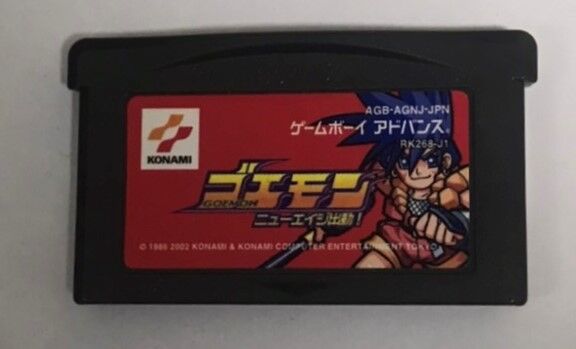 KONAMI
AGB-AGNJ-JPN
ゲームボーイ アドバンス
RK268-J1
ゴエモン
GOEMON
ニューエイジ出動!
© 1986 2002 KONAMI & KONAMI COMPUTER ENTERTAINMENT TOKYO